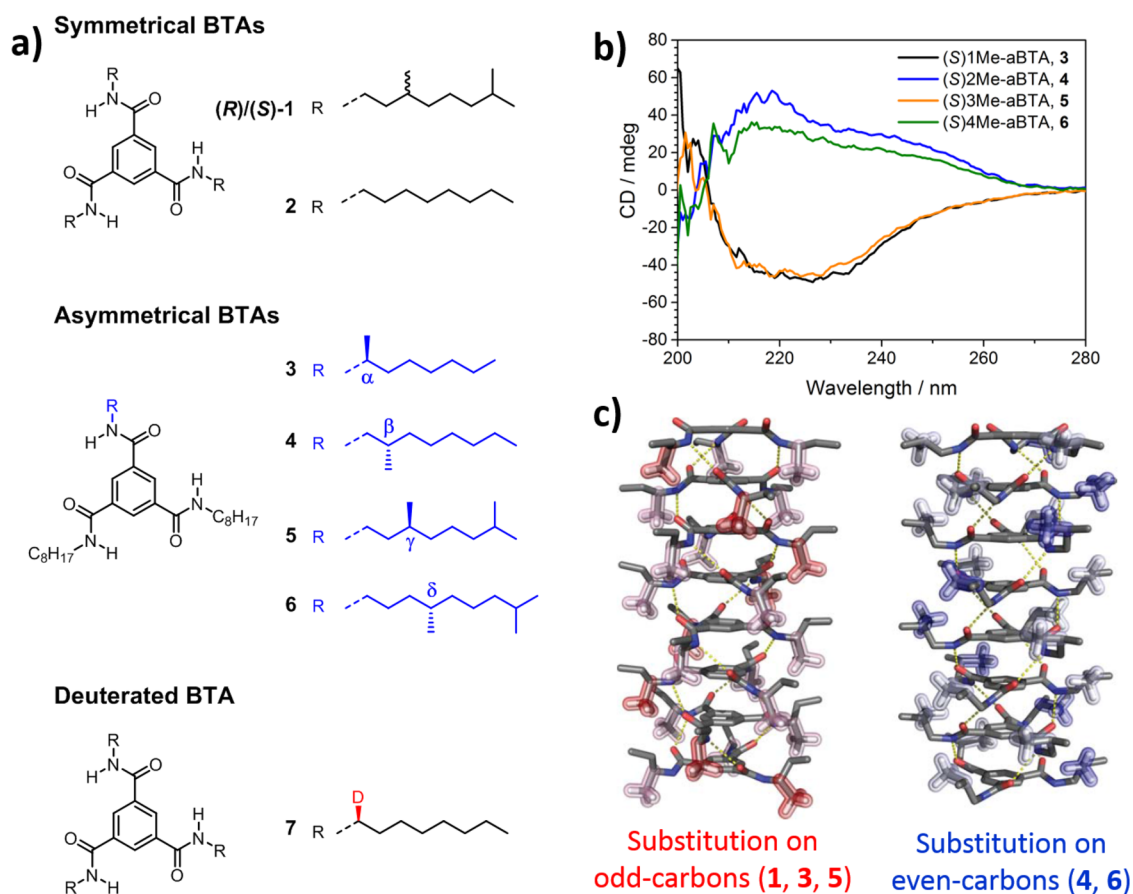 a)
Symmetrical BTAs
R
H
N
O
O
N
R
H
N
R
H
O
(R)/(S)-1 R
2 R
Asymmetrical BTAs
R
H
N
O
O
H
N
C8H17
N
C8H17
H
O
3 R
α
4 R
β
5 R
γ
6 R
δ
Deuterated BTA
R
H
N
O
O
N
R
H
N
R
H
O
7 R
D
b)
80
60
40
20
0
-20
-40
-60
-80
CD / mdeg
(S)1Me-aBTA, 3
(S)2Me-aBTA, 4
(S)3Me-aBTA, 5
(S)4Me-aBTA, 6
200 220 240 260 280
Wavelength / nm
c)
Substitution on
odd-carbons (1, 3, 5)
Substitution on
even-carbons (4, 6)